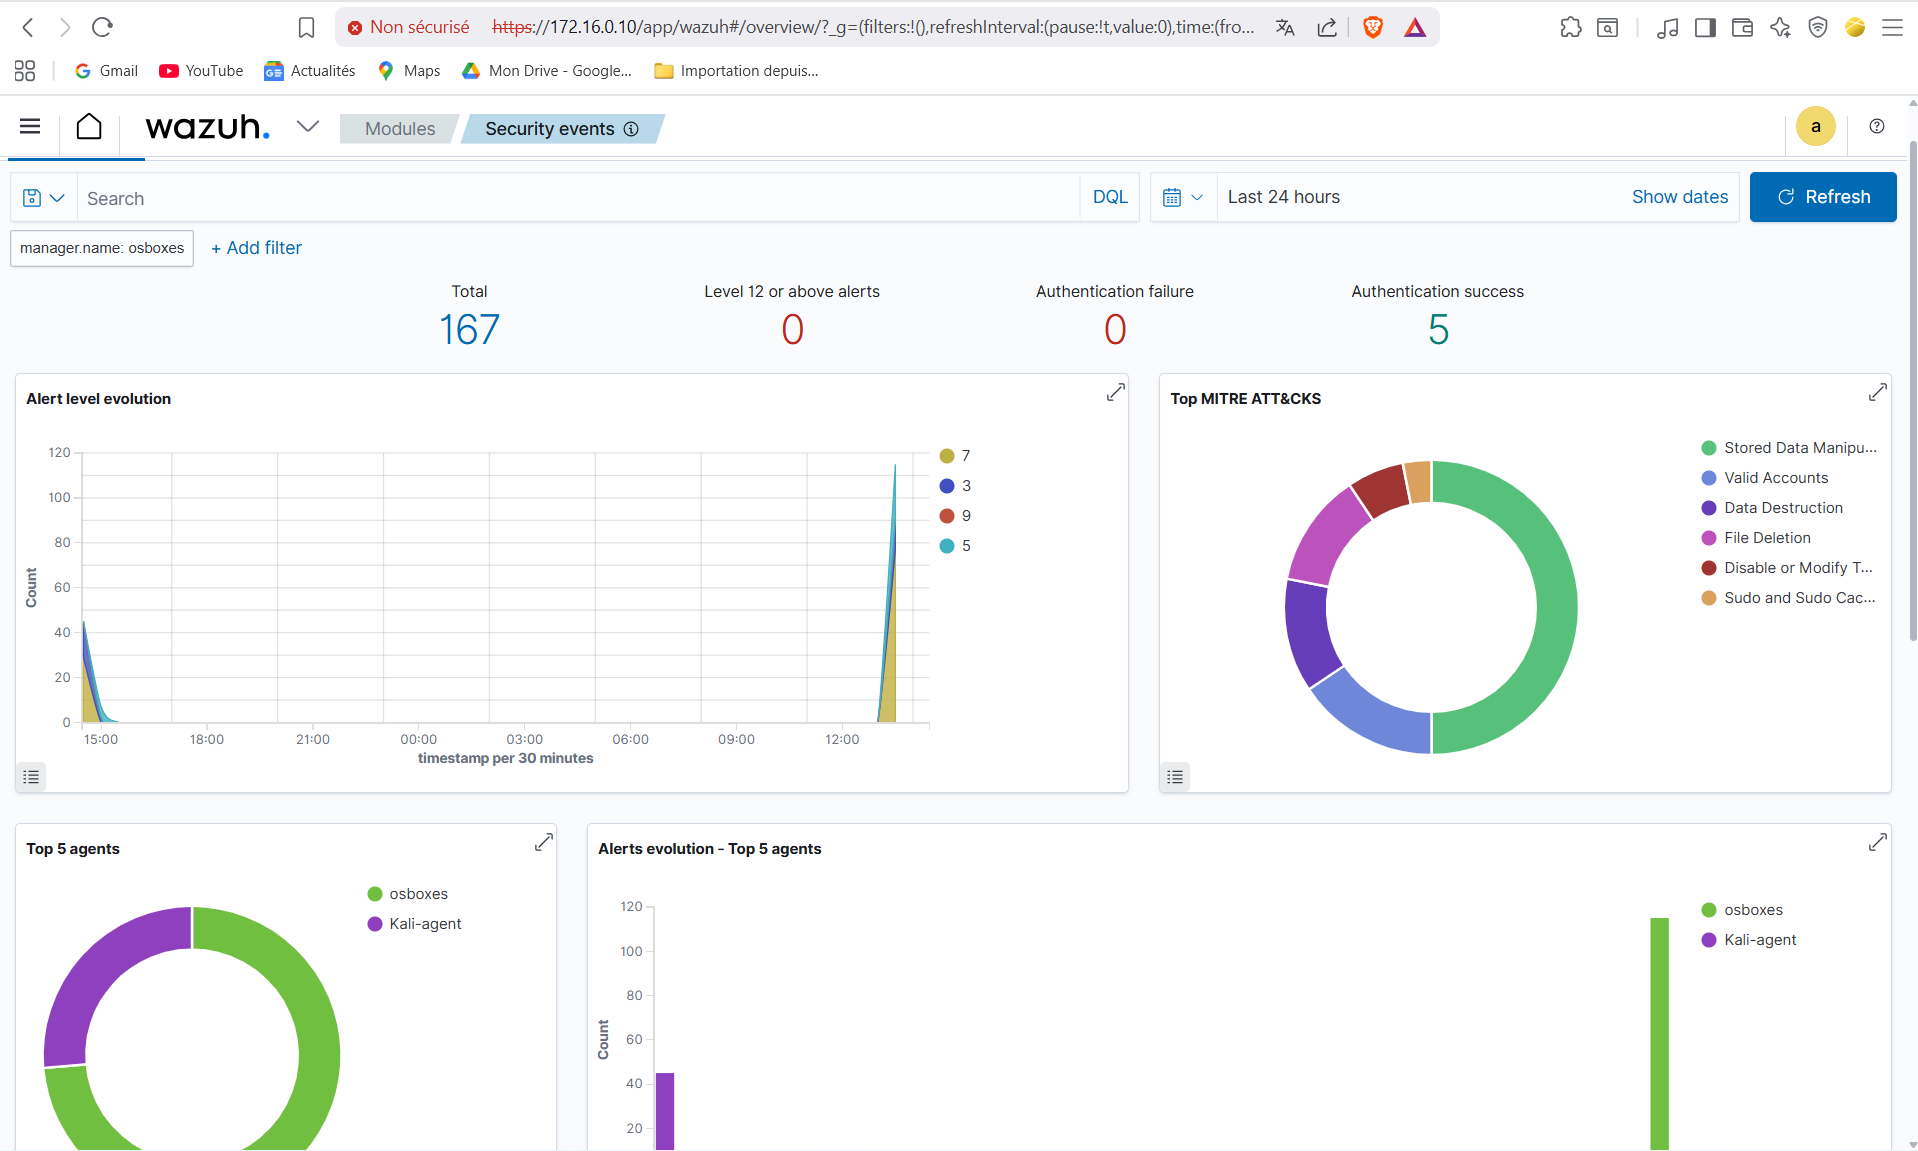 Non sécurisé https://172.16.0.10/app/wazuh#/overview/?_g=(filters:!(),refreshInterval:(pause:!t,value:0),time:(fro...
Gmail YouTube Actualités Maps Mon Drive - Google... Importation depuis...
wazuh. Modules Security events a
Search DQL Last 24 hours Show dates Refresh
manager.name: osboxes + Add filter
Total Level 12 or above alerts Authentication failure Authentication success
167 0 0 5
Alert level evolution
120
100
80
60
40
20
0
Count
15:00 18:00 21:00 00:00 03:00 06:00 09:00 12:00
timestamp per 30 minutes
7
3
9
5
Top MITRE ATT&CKS
Stored Data Manipu...
Valid Accounts
Data Destruction
File Deletion
Disable or Modify T...
Sudo and Sudo Cac...
Top 5 agents
osboxes
Kali-agent
Alerts evolution - Top 5 agents
120
100
80
60
40
20
Count
osboxes
Kali-agent